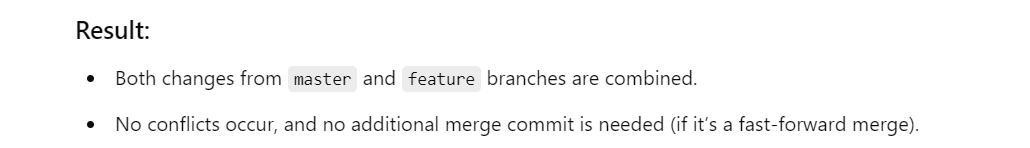 Result:
Both changes from master and feature branches are combined.
No conflicts occur, and no additional merge commit is needed (if it's a fast-forward merge).